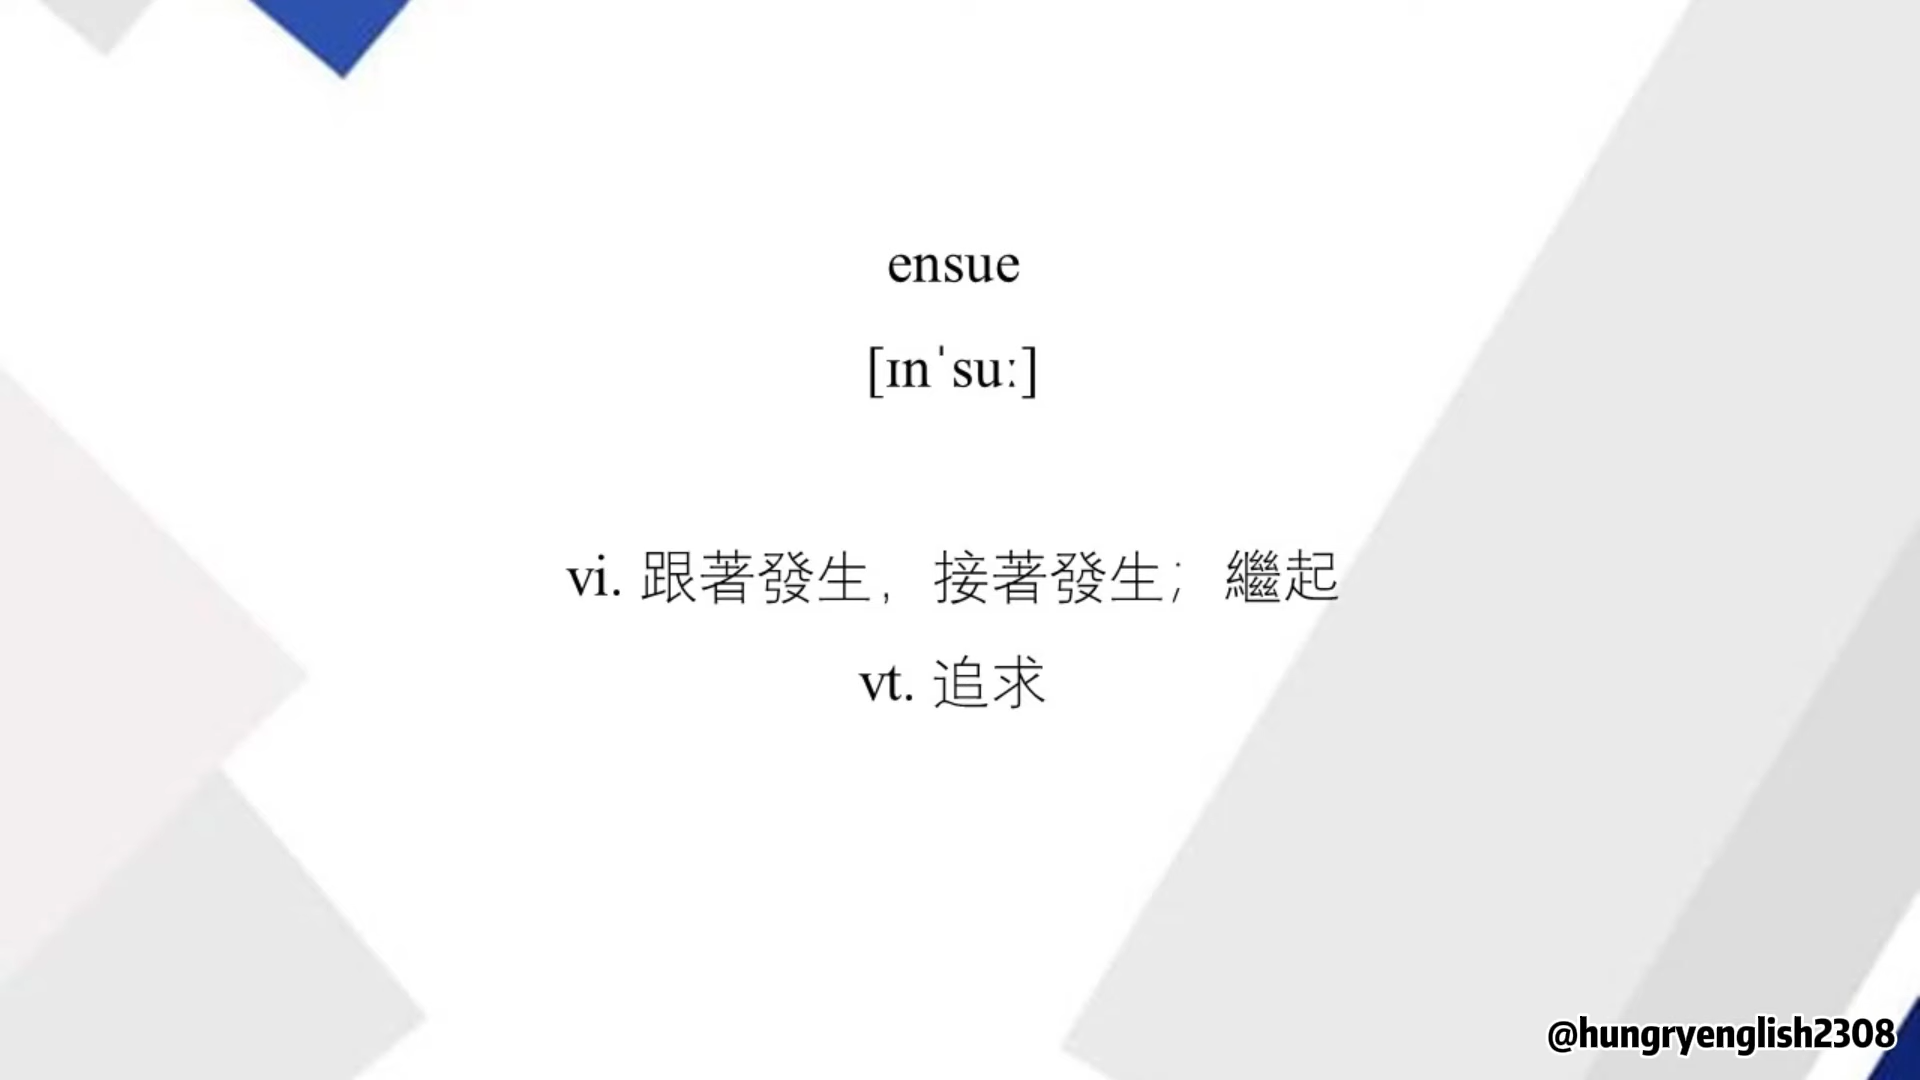 ensue
[ɪnˈsuː]
vi. 跟著發生，接著發生；繼起
vt. 追求
@hungryenglish2308